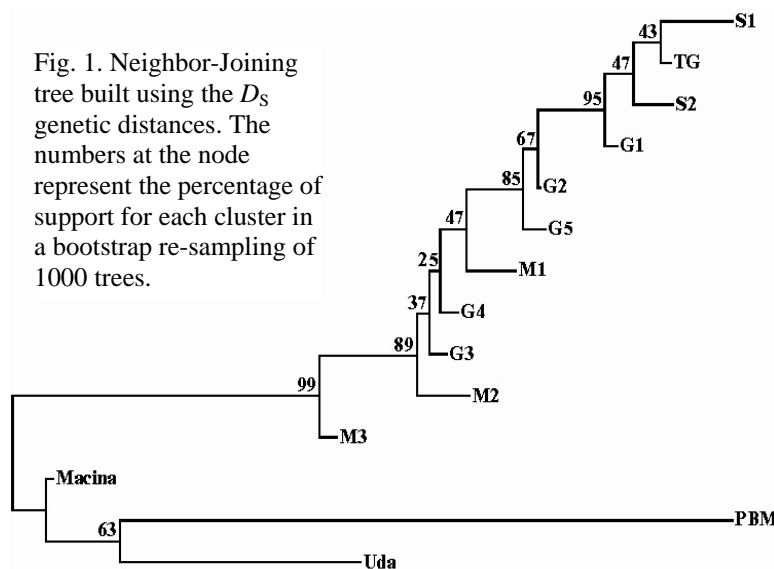 Fig. 1. Neighbor-Joining
tree built using the DS
genetic distances. The
numbers at the node
represent the percentage of
support for each cluster in
a bootstrap re-sampling of
1000 trees.
S1
43
TG
47
S2
95
G1
67
G2
85
G5
47
M1
25
G4
37
G3
89
M2
99
M3
Macina
PBM
63
Uda